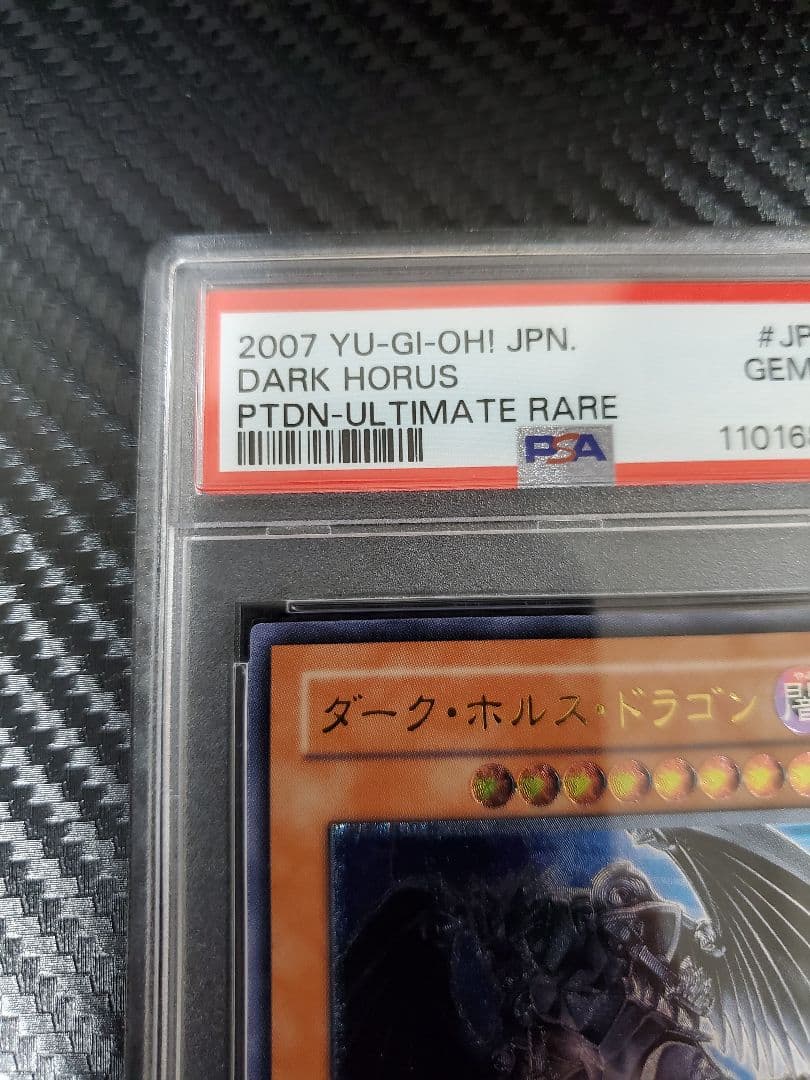 2007 YU-GI-OH! JPN.
#JP
DARK HORUS
GEM
PTDN-ULTIMATE RARE
PSA
11016
ダーク・ホルス・ドラゴン
闇